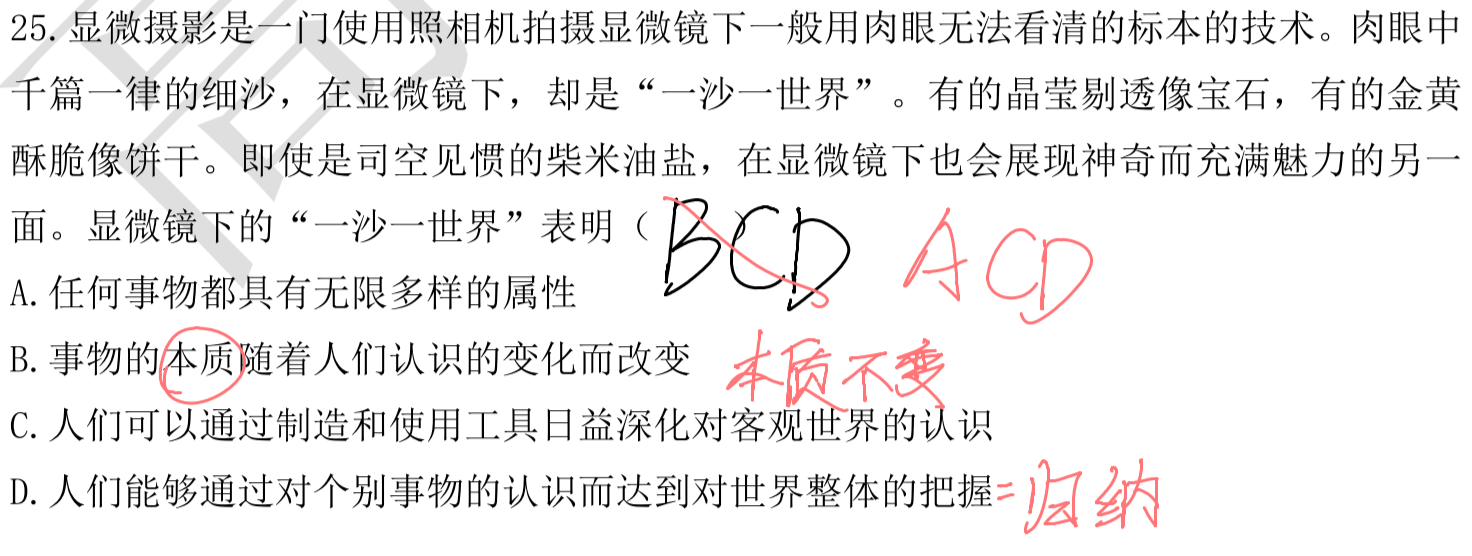 25.显微摄影是一门使用照相机拍摄显微镜下一般用肉眼无法看清的标本的技术。肉眼中
千篇一律的细沙，在显微镜下，却是“一沙一世界”。有的晶莹剔透像宝石，有的金黄
酥脆像饼干。即使是司空见惯的柴米油盐，在显微镜下也会展现神奇而充满魅力的另一
面。显微镜下的“一沙一世界”表明（ ） BCD ACD
A.任何事物都具有无限多样的属性
B.事物的本质随着人们认识的变化而改变 本质不变
C.人们可以通过制造和使用工具日益深化对客观世界的认识
D.人们能够通过对个别事物的认识而达到对世界整体的把握=归纳